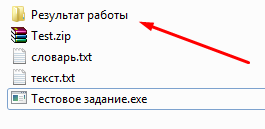 Результат работы
Test.zip
словарь.txt
текст.txt
Тестовое задание.exe